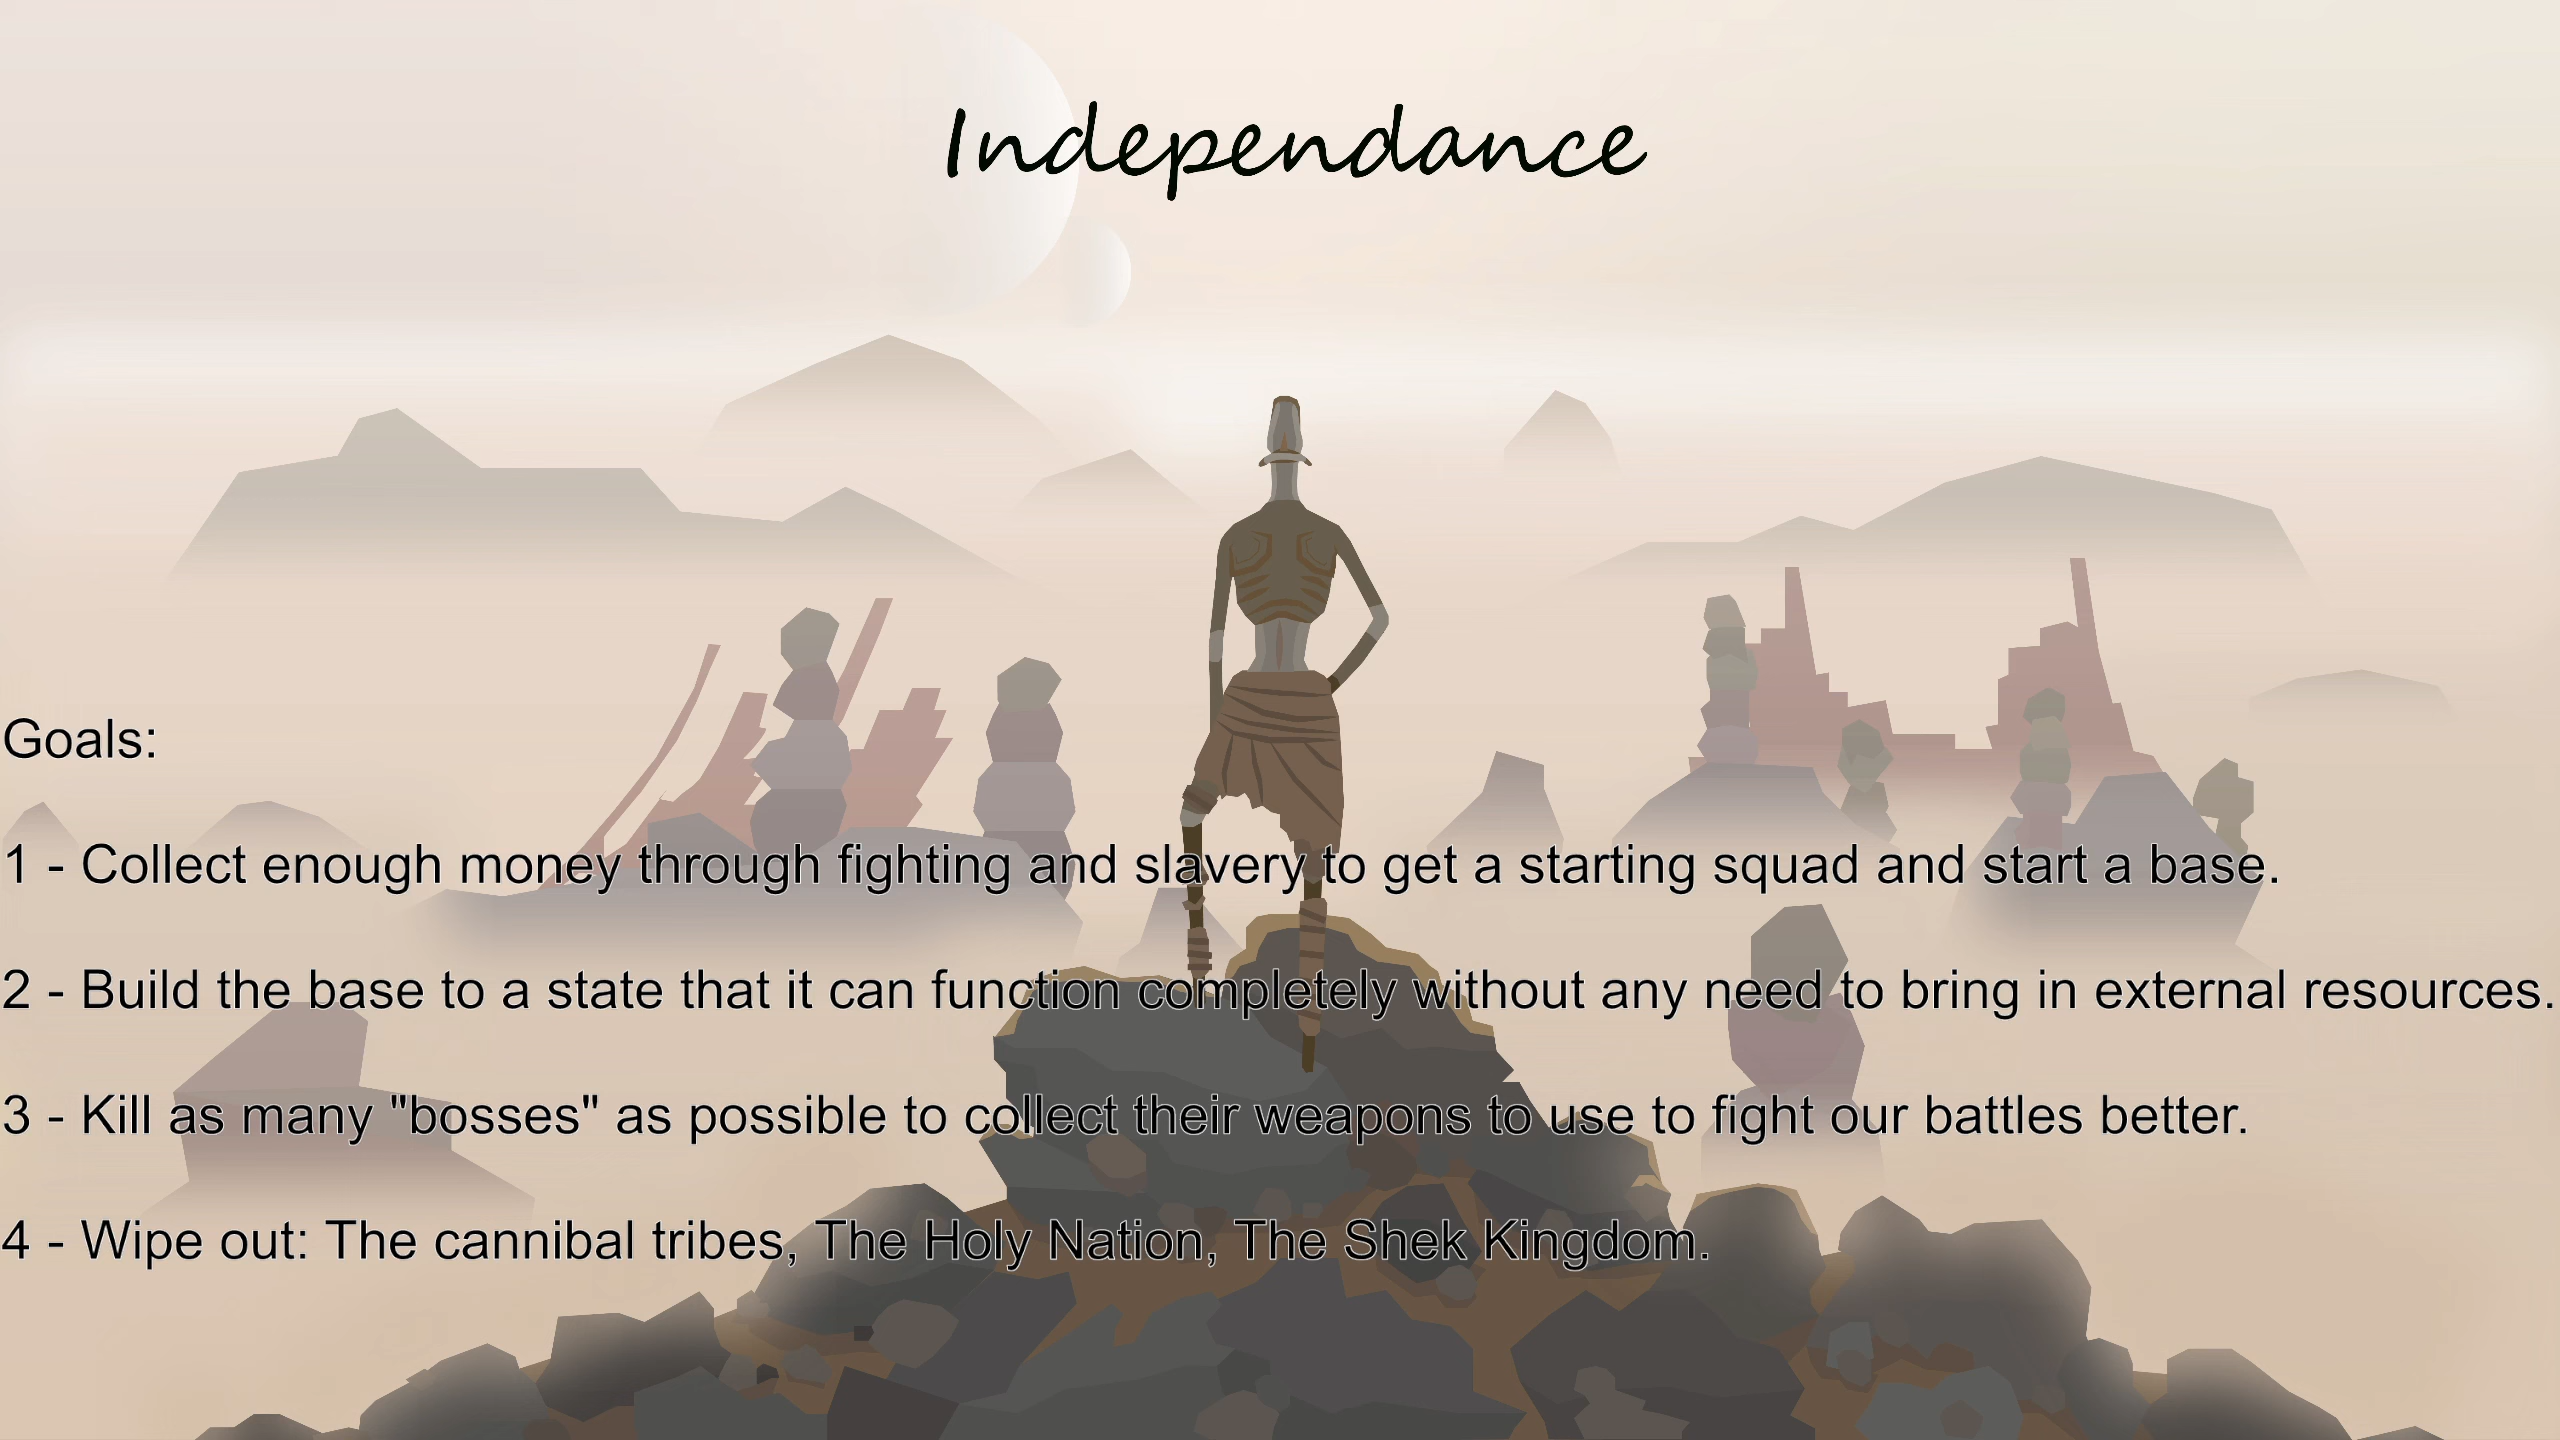 Independance
Goals:
1 - Collect enough money through fighting and slavery to get a starting squad and start a base.
2 - Build the base to a state that it can function completely without any need to bring in external resources.
3 - Kill as many "bosses" as possible to collect their weapons to use to fight our battles better.
4 - Wipe out: The cannibal tribes, The Holy Nation, The Shek Kingdom.